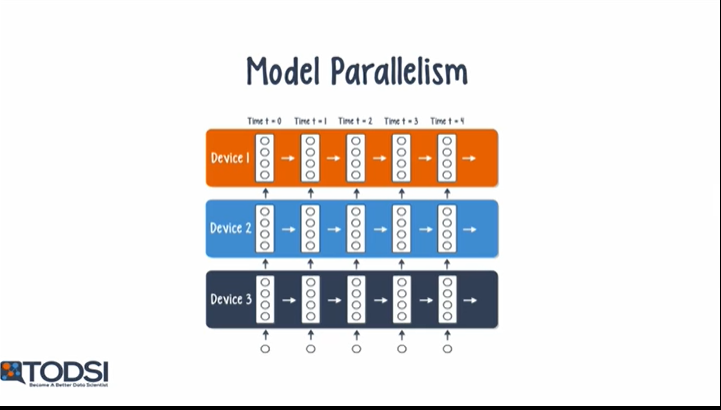 Model Parallelism
Time t = 0 Time t = 1 Time t = 2 Time t = 3 Time t = 4
Device 1
Device 2
Device 3
TODSI
Become A Better Data Scientist